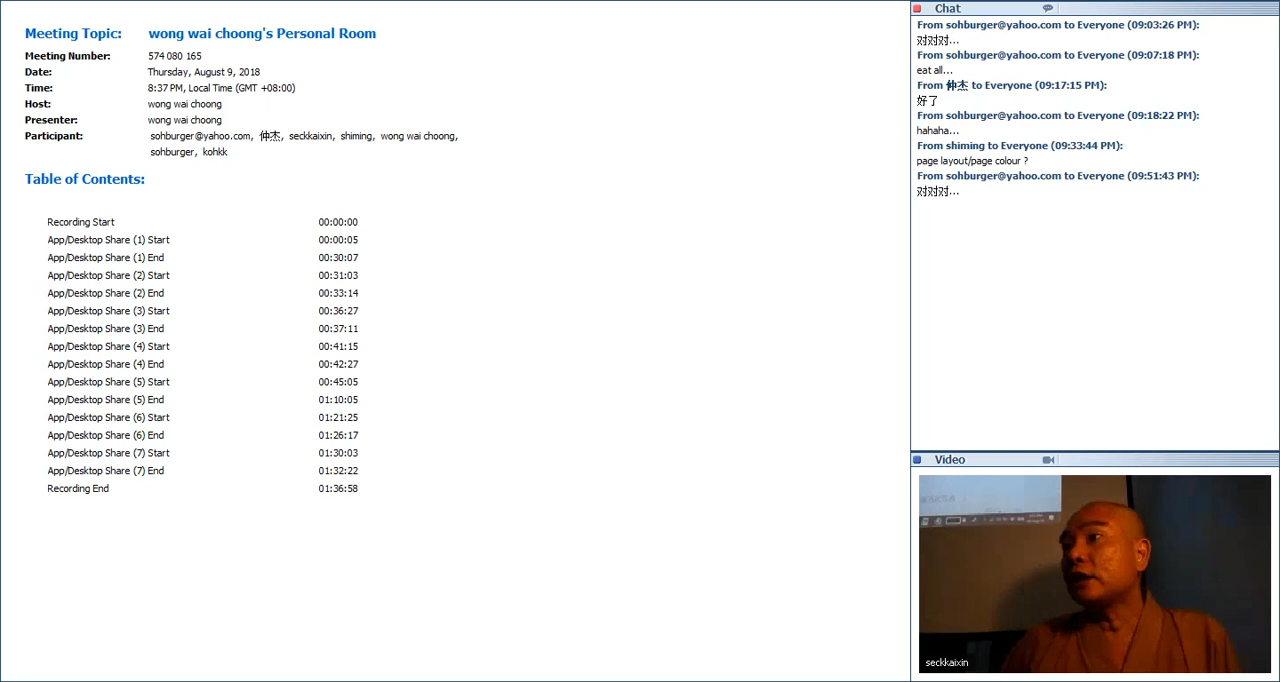 Meeting Topic: wong wai choong's Personal Room
Meeting Number: 574 080 165
Date: Thursday, August 9, 2018
Time: 8:37 PM, Local Time (GMT +08:00)
Host: wong wai choong
Presenter: wong wai choong
Participant: sohburger@yahoo.com, 仲杰, seckkaixin, shiming, wong wai choong,
sohburger, kohkk
Table of Contents:
Recording Start 00:00:00
App/Desktop Share (1) Start 00:00:05
App/Desktop Share (1) End 00:30:07
App/Desktop Share (2) Start 00:31:03
App/Desktop Share (2) End 00:33:14
App/Desktop Share (3) Start 00:36:27
App/Desktop Share (3) End 00:37:11
App/Desktop Share (4) Start 00:41:15
App/Desktop Share (4) End 00:42:27
App/Desktop Share (5) Start 00:45:05
App/Desktop Share (5) End 01:10:05
App/Desktop Share (6) Start 01:21:25
App/Desktop Share (6) End 01:26:17
App/Desktop Share (7) Start 01:30:03
App/Desktop Share (7) End 01:32:22
Recording End 01:36:58
Chat
From sohburger@yahoo.com to Everyone (09:03:26 PM):
对对对...
From sohburger@yahoo.com to Everyone (09:07:18 PM):
eat all...
From 仲杰 to Everyone (09:17:15 PM):
好了
From sohburger@yahoo.com to Everyone (09:18:22 PM):
hahaha...
From shiming to Everyone (09:33:44 PM):
page layout/page colour ?
From sohburger@yahoo.com to Everyone (09:51:43 PM):
对对对...
Video
seckkaixin